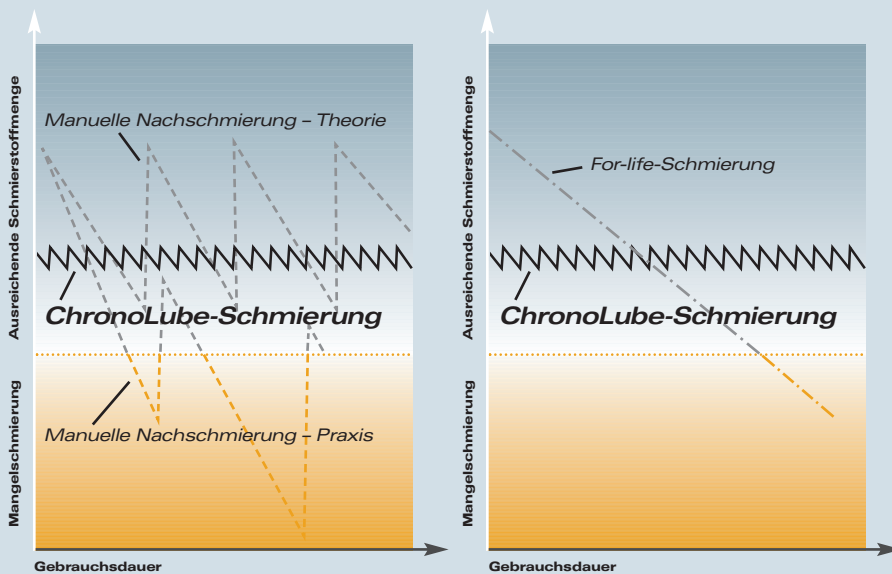 Ausreichende Schmierstoffmenge
Mangelschmierung
Manuelle Nachschmierung – Theorie
ChronoLube-Schmierung
Manuelle Nachschmierung – Praxis
Gebrauchsdauer
Ausreichende Schmierstoffmenge
Mangelschmierung
For-life-Schmierung
ChronoLube-Schmierung
Gebrauchsdauer